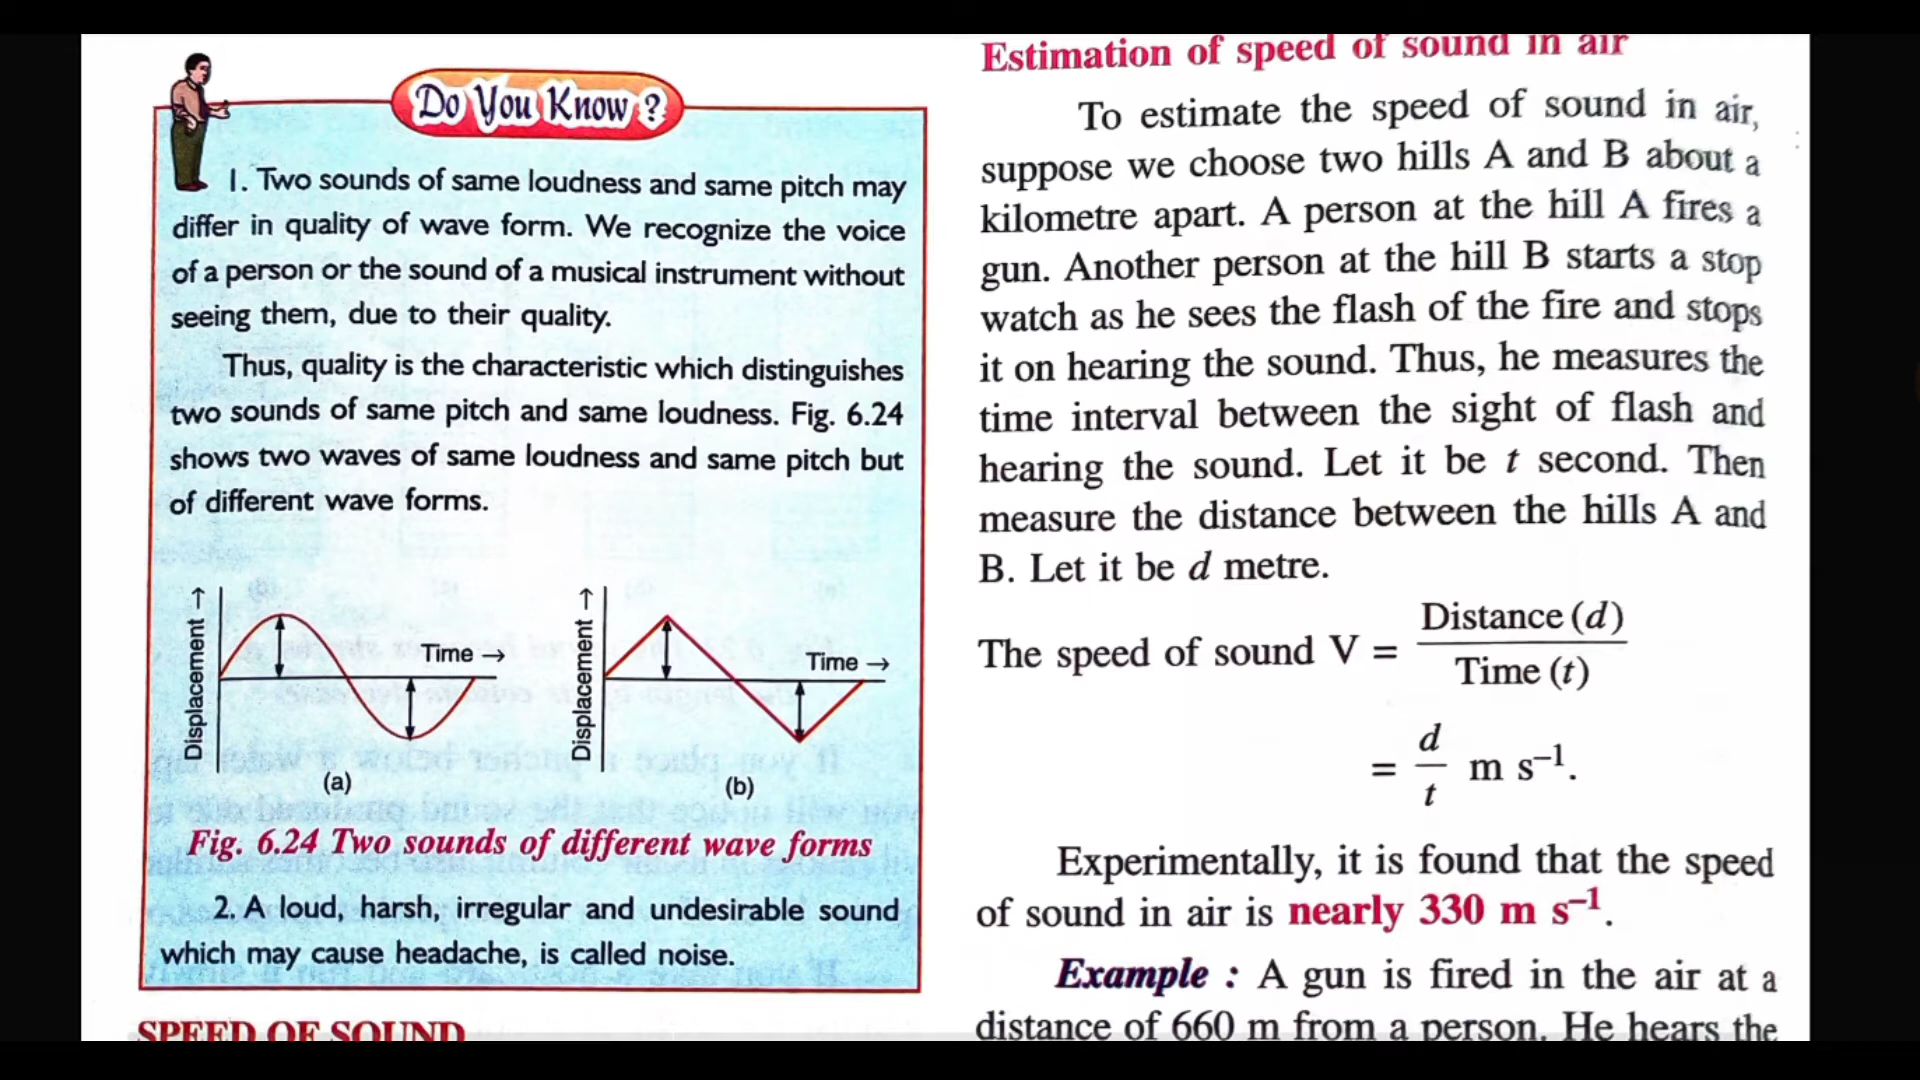 Do You Know ?
1. Two sounds of same loudness and same pitch may
differ in quality of wave form. We recognize the voice
of a person or the sound of a musical instrument without
seeing them, due to their quality.
Thus, quality is the characteristic which distinguishes
two sounds of same pitch and same loudness. Fig. 6.24
shows two waves of same loudness and same pitch but
of different wave forms.
Displacement →
Time →
(a)
Displacement →
Time →
(b)
Fig. 6.24 Two sounds of different wave forms
2. A loud, harsh, irregular and undesirable sound
which may cause headache, is called noise.
SPEED OF SOUND
Estimation of speed of sound in air
To estimate the speed of sound in air,
suppose we choose two hills A and B about a
kilometre apart. A person at the hill A fires a
gun. Another person at the hill B starts a stop
watch as he sees the flash of the fire and stops
it on hearing the sound. Thus, he measures the
time interval between the sight of flash and
hearing the sound. Let it be t second. Then
measure the distance between the hills A and
B. Let it be d metre.
The speed of sound V = Distance (d) / Time (t)
= d / t m s⁻¹.
Experimentally, it is found that the speed
of sound in air is nearly 330 m s⁻¹.
Example : A gun is fired in the air at a
distance of 660 m from a person. He hears the